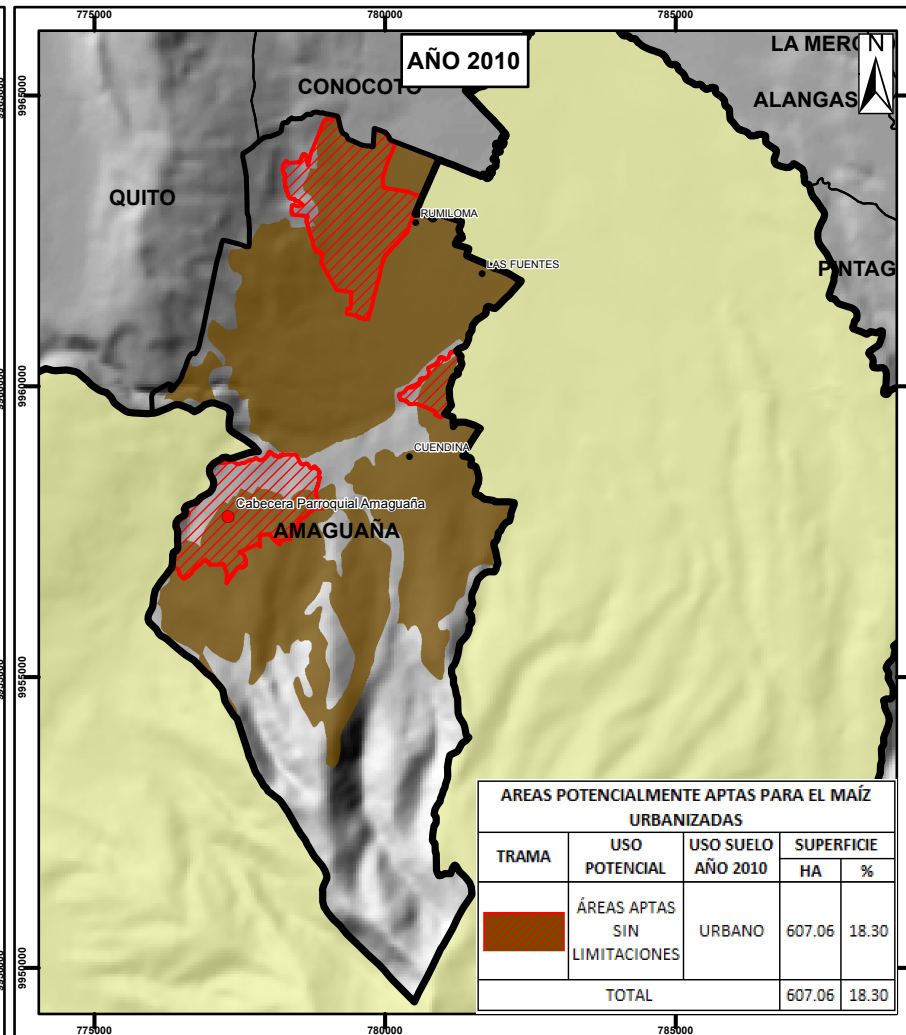 775000
780000
785000
AÑO 2010
LA MERC
N
CONOCOTO
ALANGAS
9965000
QUITO
RUMILOMA
LAS FUENTES
PINTAG
9960000
CUENDINA
Cabecera Parroquial Amaguaña
AMAGUAÑA
9955000
AREAS POTENCIALMENTE APTAS PARA EL MAÍZ
URBANIZADAS
TRAMA
USO
POTENCIAL
USO SUELO
AÑO 2010
SUPERFICIE
HA
%
ÁREAS APTAS
SIN
LIMITACIONES
URBANO
607.06
18.30
TOTAL
607.06
18.30
9950000
775000
780000
785000